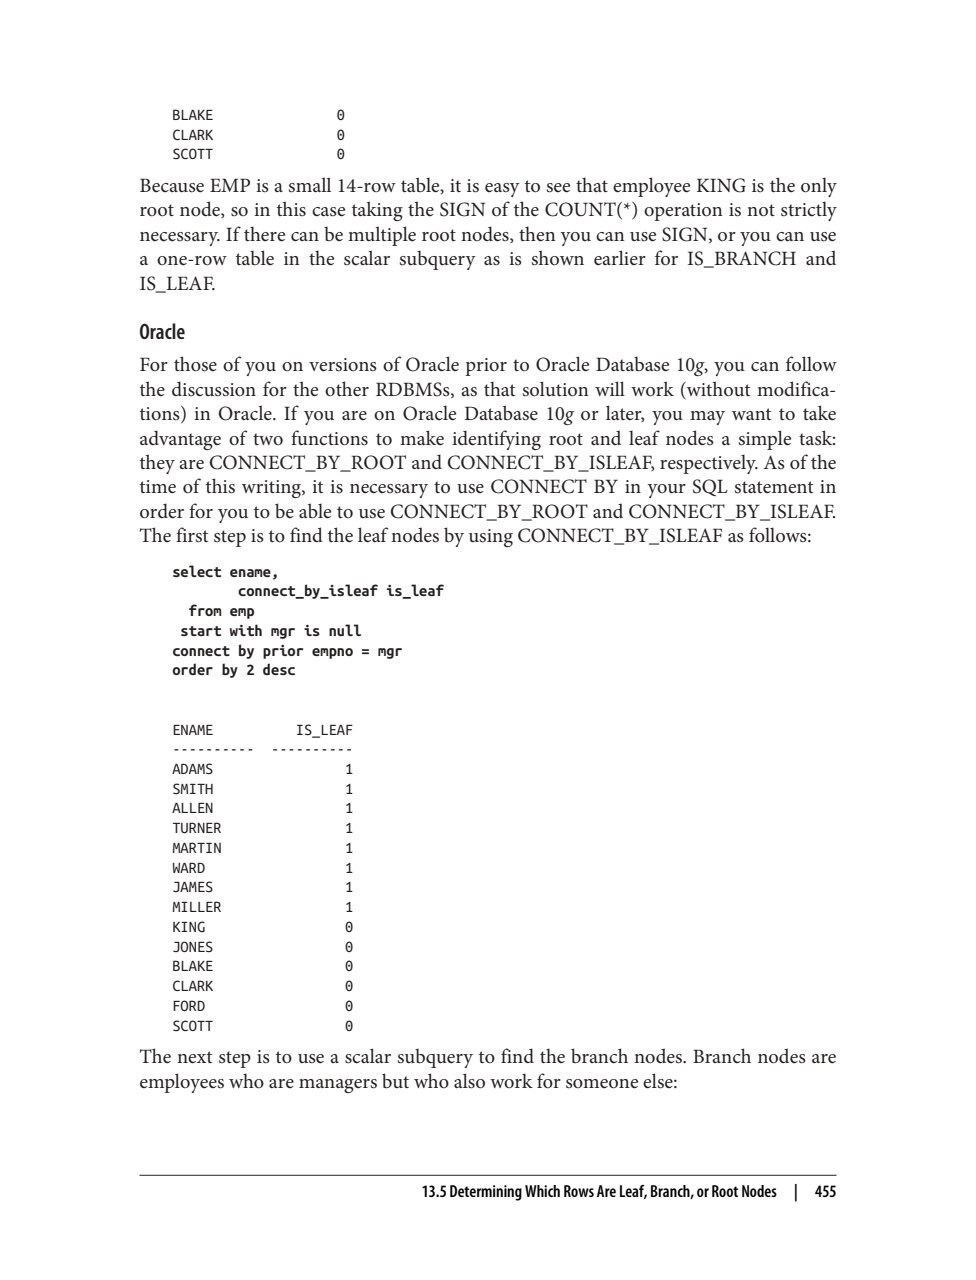 BLAKE 0
CLARK 0
SCOTT 0
Because EMP is a small 14-row table, it is easy to see that employee KING is the only
root node, so in this case taking the SIGN of the COUNT(*) operation is not strictly
necessary. If there can be multiple root nodes, then you can use SIGN, or you can use
a one-row table in the scalar subquery as is shown earlier for IS_BRANCH and
IS_LEAF.
Oracle
For those of you on versions of Oracle prior to Oracle Database 10g, you can follow
the discussion for the other RDBMSs, as that solution will work (without modifica-
tions) in Oracle. If you are on Oracle Database 10g or later, you may want to take
advantage of two functions to make identifying root and leaf nodes a simple task:
they are CONNECT_BY_ROOT and CONNECT_BY_ISLEAF, respectively. As of the
time of this writing, it is necessary to use CONNECT BY in your SQL statement in
order for you to be able to use CONNECT_BY_ROOT and CONNECT_BY_ISLEAF.
The first step is to find the leaf nodes by using CONNECT_BY_ISLEAF as follows:
select ename,
connect_by_isleaf is_leaf
from emp
start with mgr is null
connect by prior empno = mgr
order by 2 desc
ENAME IS_LEAF
---------- ----------
ADAMS 1
SMITH 1
ALLEN 1
TURNER 1
MARTIN 1
WARD 1
JAMES 1
MILLER 1
KING 0
JONES 0
BLAKE 0
CLARK 0
FORD 0
SCOTT 0
The next step is to use a scalar subquery to find the branch nodes. Branch nodes are
employees who are managers but who also work for someone else:
13.5 Determining Which Rows Are Leaf, Branch, or Root Nodes | 455